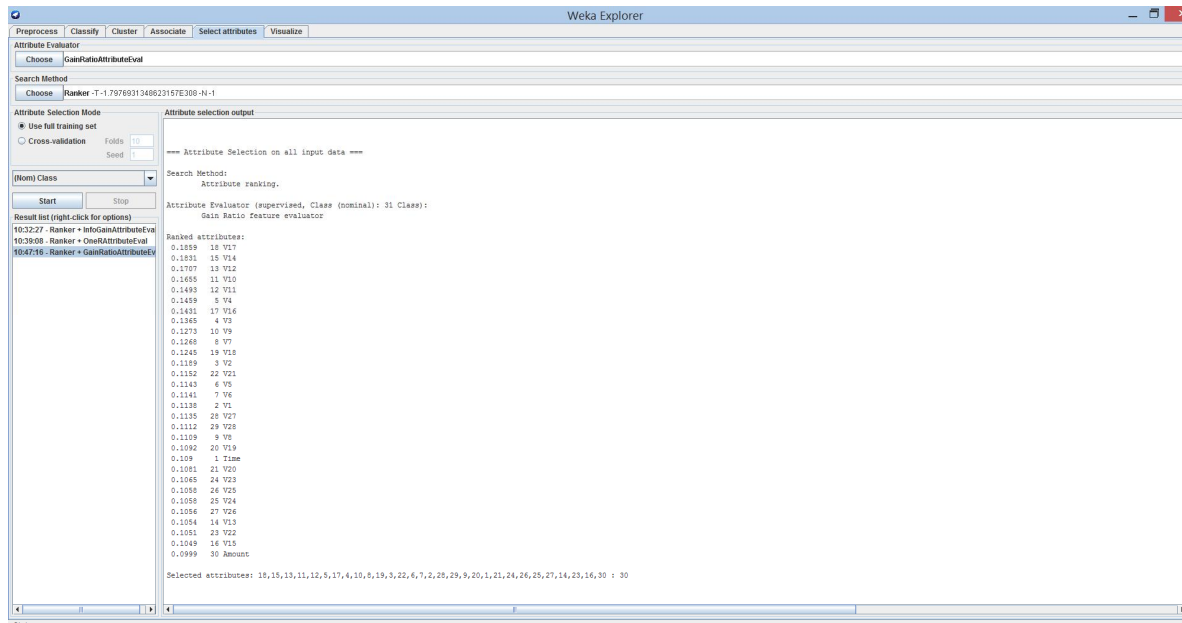 Weka Explorer
Preprocess Classify Cluster Associate Select attributes Visualize
Attribute Evaluator
Choose GainRatioAttributeEval
Search Method
Choose Ranker -T -1.7976931348623157E308 -N -1
Attribute Selection Mode
Use full training set
Cross-validation Folds 10
Seed 1
(Nom) Class
Start Stop
Result list (right-click for options)
10:32:27 - Ranker + InfoGainAttributeEva
10:39:08 - Ranker + OneRAttributeEval
10:47:16 - Ranker + GainRatioAttributeEv
Attribute selection output
=== Attribute Selection on all input data ===
Search Method:
Attribute ranking.
Attribute Evaluator (supervised, Class (nominal): 31 Class):
Gain Ratio feature evaluator
Ranked attributes:
0.1859 18 V17
0.1831 15 V14
0.1707 13 V12
0.1655 11 V10
0.1493 12 V11
0.1459 5 V4
0.1431 17 V16
0.1365 4 V3
0.1273 10 V9
0.1268 8 V7
0.1245 19 V18
0.1189 3 V2
0.1152 22 V21
0.1143 6 V5
0.1141 7 V6
0.1138 2 V1
0.1135 28 V27
0.1112 29 V28
0.1109 9 V8
0.1092 20 V19
0.109 1 Time
0.1081 21 V20
0.1065 24 V23
0.1058 26 V25
0.1058 25 V24
0.1056 27 V26
0.1054 14 V13
0.1051 23 V22
0.1049 16 V15
0.0999 30 Amount
Selected attributes: 18,15,13,11,12,5,17,4,10,8,19,3,22,6,7,2,28,29,9,20,1,21,24,26,25,27,14,23,16,30 : 30